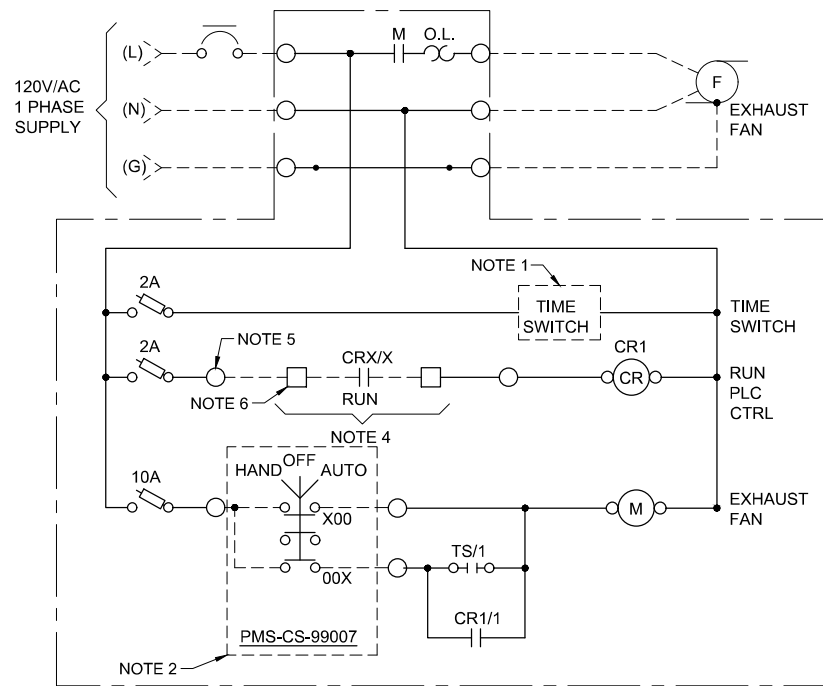 M O.L.
(L)
120V/AC
1 PHASE
SUPPLY
(N)
(G)
F
EXHAUST
FAN
NOTE 1
2A
TIME
SWITCH
TIME
SWITCH
2A
NOTE 5
CRX/X
CR1
CR
RUN
PLC
CTRL
NOTE 6
RUN
NOTE 4
OFF
HAND AUTO
10A
X00
M
EXHAUST
FAN
TS/1
00X
CR1/1
PMS-CS-99007
NOTE 2